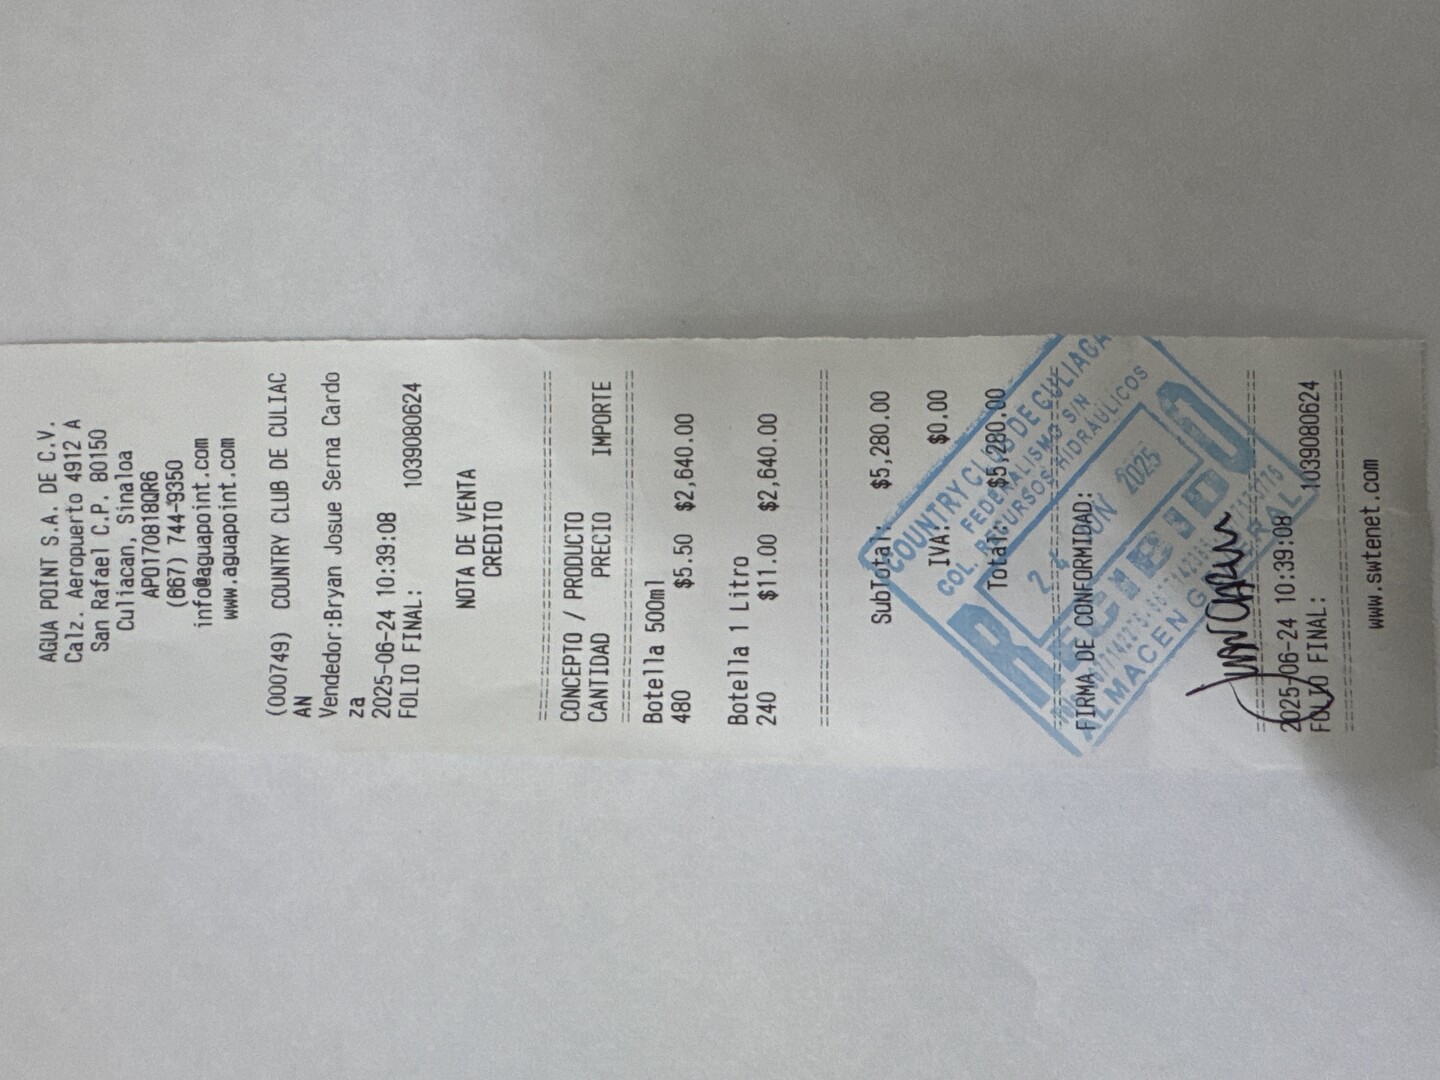 AGUA POINT S.A. DE C.V.
Calz. Aeropuerto 4912 A
San Rafael C.P. 80150
Culiacan, Sinaloa
APO170818QR6
(667) 744-9350
info@aguapoint.com
www.aguapoint.com
(000749) COUNTRY CLUB DE CULIAC
AN
Vendedor:Bryan Josue Serna Cardo
za
2025-06-24 10:39:08
FOLIO FINAL: 1039080624
NOTA DE VENTA
CREDITO
CONCEPTO / PRODUCTO
CANTIDAD PRECIO IMPORTE
Botella 500ml
480 $5.50 $2,640.00
Botella 1 Litro
240 $11.00 $2,640.00
SubTotal: $5,280.00
IVA: $0.00
Total: $5,280.00
COUNTRY CLUB DE CULIACA
FEDERALISMO S/N
COL. RECURSOS HIDRAULICOS
RECIBIDO
JUN 2025
ALMACEN GENERAL
FIRMA DE CONFORMIDAD:
2025-06-24 10:39:08
FOLIO FINAL: 1039080624
www.swtenet.com